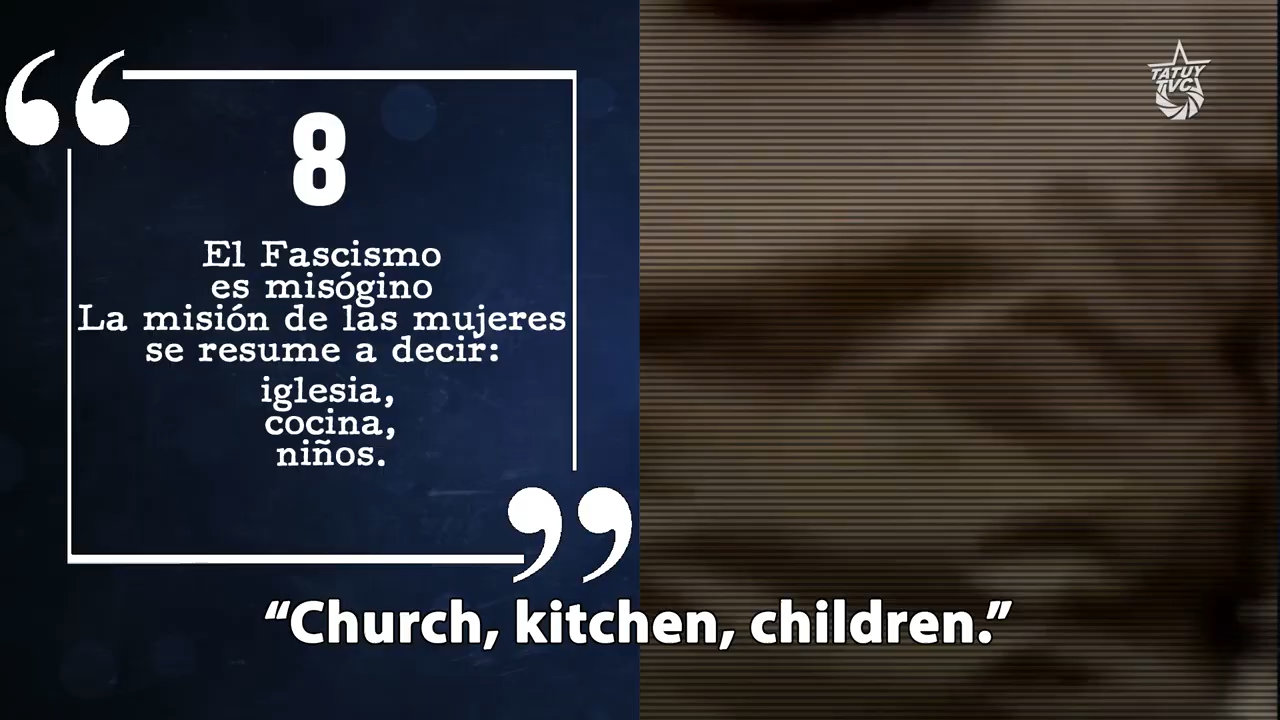 8
El Fascismo
es misógino
La misión de las mujeres
se resume a decir:
iglesia,
cocina,
niños.
TATUY
TVC
“Church, kitchen, children.”